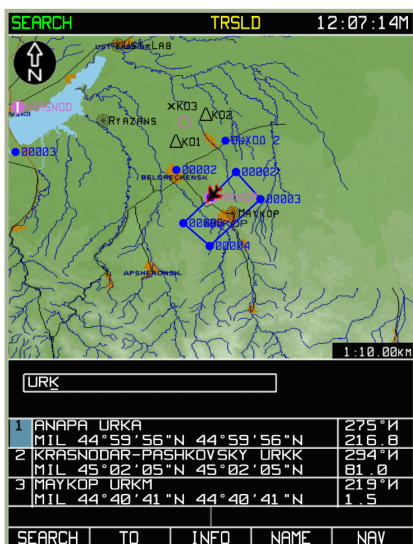 SEARCH TRSLD 12:07:14M
N
RYAZANS
×K03
K02
K01
00003
00002
00002
BELORECHENSK
00003
MAYKOP
00004
APSHERONSK
1:10.00км
URK
1 ANAPA URKA 275°И
MIL 44°59'56"N 44°59'56"N 216.8
2 KRASNODAR-PASHKOVSKY URKK 294°И
MIL 45°02'05"N 45°02'05"N 81.0
3 MAYKOP URKM 219°И
MIL 44°40'41"N 44°40'41"N 1.5
SEARCH TO INFO NAME NAV